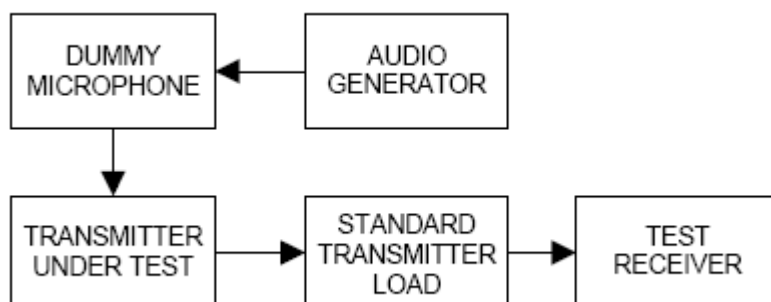 DUMMY
MICROPHONE
AUDIO
GENERATOR
TRANSMITTER
UNDER TEST
STANDARD
TRANSMITTER
LOAD
TEST
RECEIVER